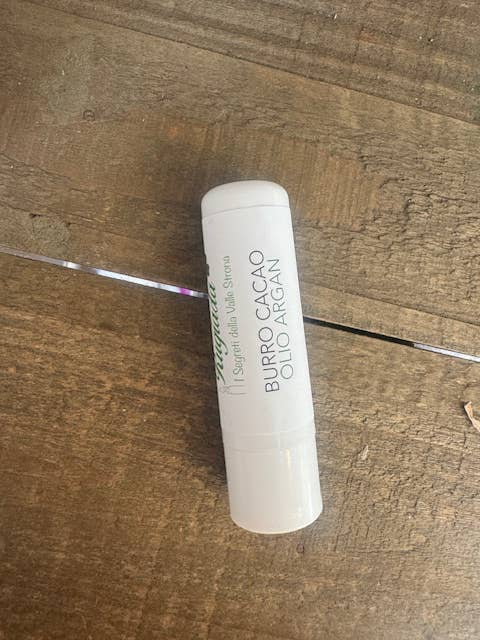 I Segreti della Valle Strona
BURRO CACAO
OLIO ARGAN